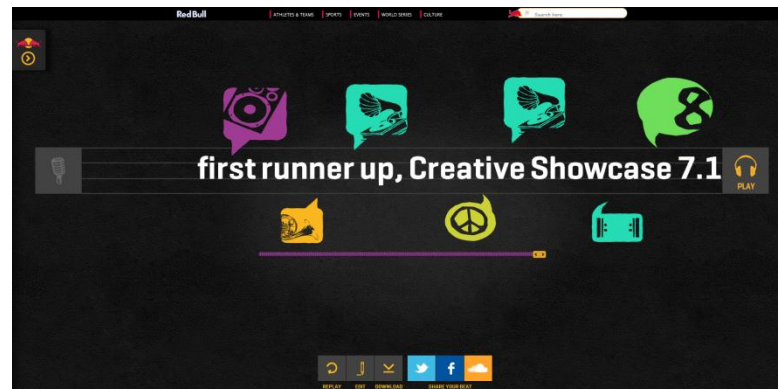 Red Bull
ATHLETES & TEAMS SPORTS EVENTS WORLD SERIES CULTURE
Search here
8
first runner up, Creative Showcase 7.1
PLAY
REPLAY EDIT DOWNLOAD SHARE YOUR BEAT